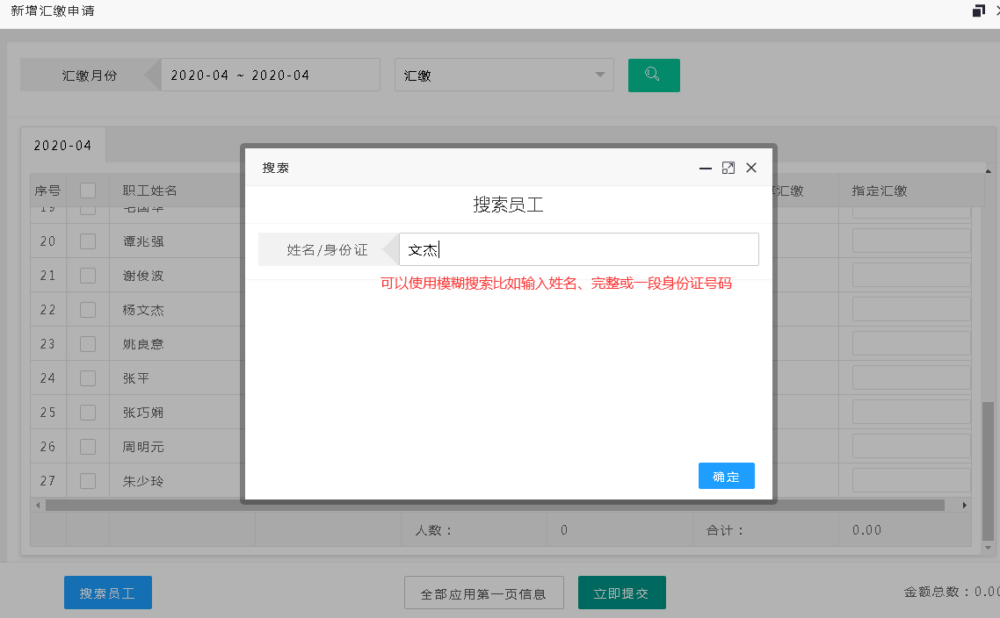 新增汇缴申请
汇缴月份 2020-04 ~ 2020-04 汇缴
2020-04
搜索
序号 职工姓名 汇缴 指定汇缴
搜索员工
20 谭兆强
姓名/身份证 文杰
21 谢俊波
可以使用模糊搜索比如输入姓名、完整或一段身份证号码
22 杨文杰
23 姚良意
24 张平
25 张巧娴
26 周明元
27 朱少玲
确定
人数： 0 合计： 0.00
搜索员工 全部应用第一页信息 立即提交 金额总数：0.00